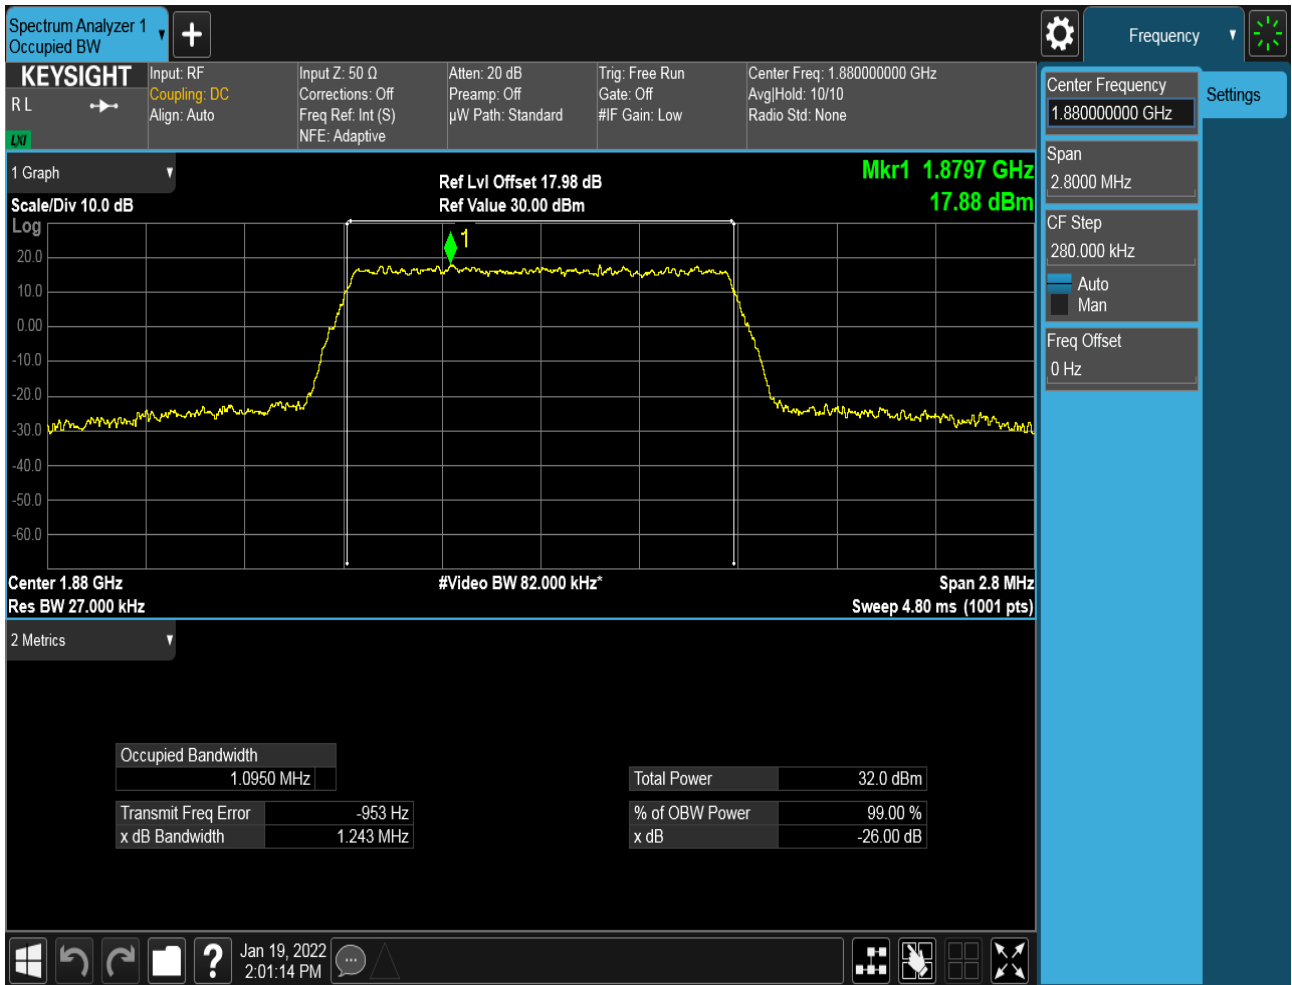 Spectrum Analyzer 1
Occupied BW
Frequency
KEYSIGHT
R L
LXI
Input: RF
Coupling: DC
Align: Auto
Input Z: 50 Ω
Corrections: Off
Freq Ref: Int (S)
NFE: Adaptive
Atten: 20 dB
Preamp: Off
µW Path: Standard
Trig: Free Run
Gate: Off
#IF Gain: Low
Center Freq: 1.880000000 GHz
Avg|Hold: 10/10
Radio Std: None
Center Frequency
1.880000000 GHz
Settings
Span
2.8000 MHz
CF Step
280.000 kHz
Auto
Man
Freq Offset
0 Hz
1 Graph
Scale/Div 10.0 dB
Ref Lvl Offset 17.98 dB
Ref Value 30.00 dBm
Mkr1 1.8797 GHz
17.88 dBm
Log
1
20.0
10.0
0.00
-10.0
-20.0
-30.0
-40.0
-50.0
-60.0
Center 1.88 GHz
#Video BW 82.000 kHz*
Span 2.8 MHz
Res BW 27.000 kHz
Sweep 4.80 ms (1001 pts)
2 Metrics
Occupied Bandwidth
1.0950 MHz
Transmit Freq Error -953 Hz
x dB Bandwidth 1.243 MHz
Total Power 32.0 dBm
% of OBW Power 99.00 %
x dB -26.00 dB
?
Jan 19, 2022
2:01:14 PM